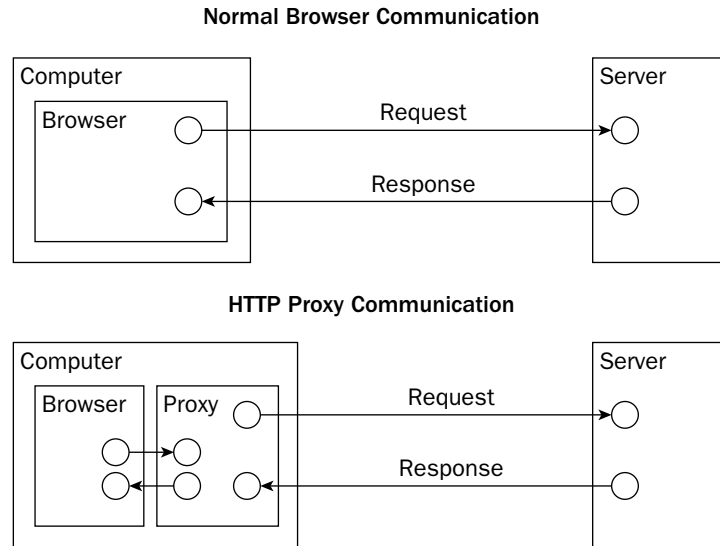 Normal Browser Communication
Computer
Server
Browser
Request
Response
HTTP Proxy Communication
Computer
Server
Browser
Proxy
Request
Response